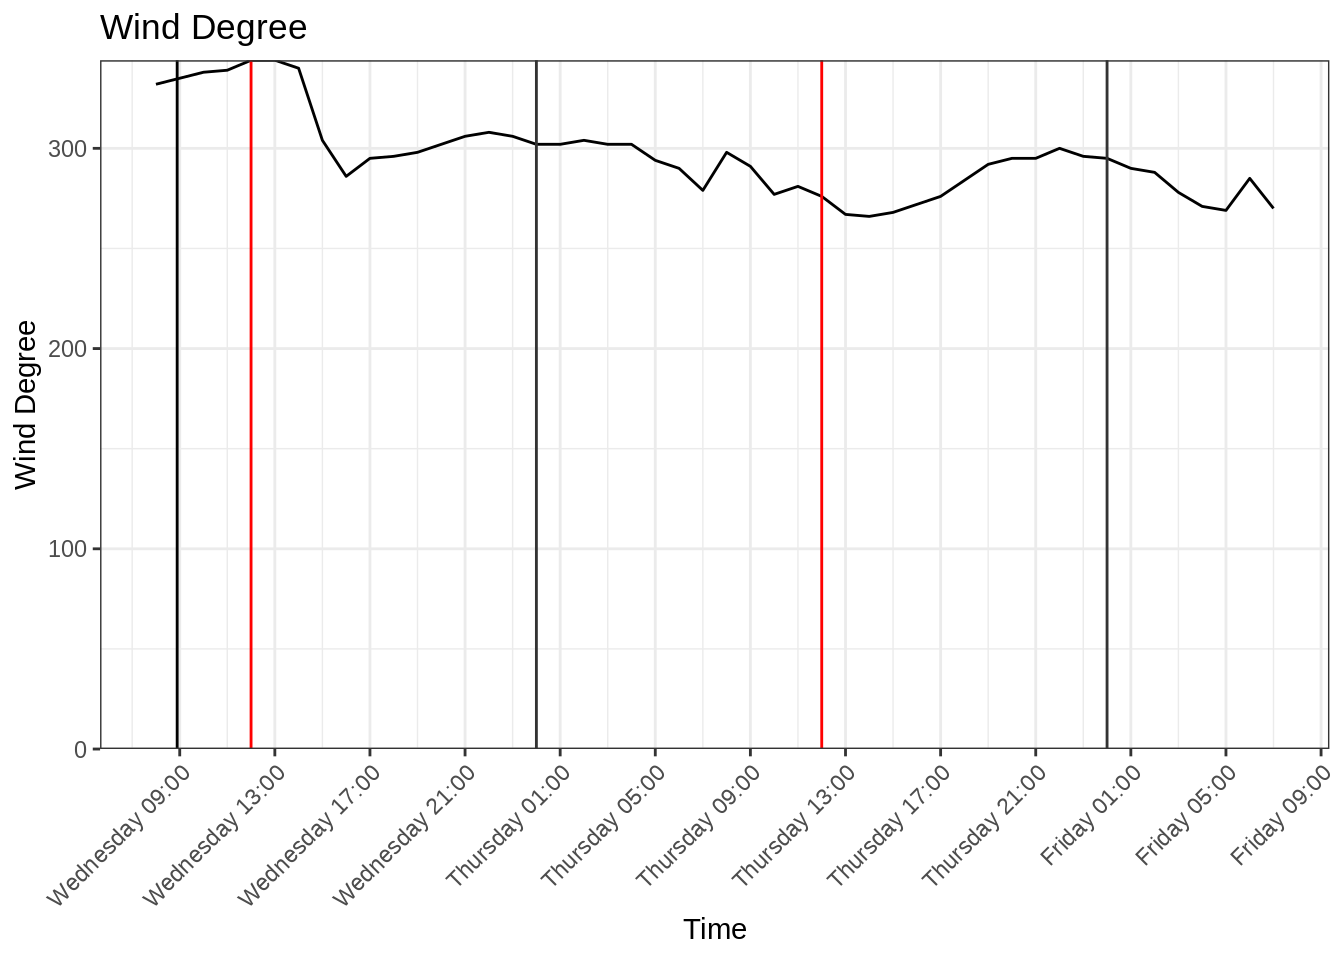 Wind Degree
Wind Degree
300
200
100
0
Wednesday 09:00
Wednesday 13:00
Wednesday 17:00
Wednesday 21:00
Thursday 01:00
Thursday 05:00
Thursday 09:00
Thursday 13:00
Thursday 17:00
Thursday 21:00
Friday 01:00
Friday 05:00
Friday 09:00
Time